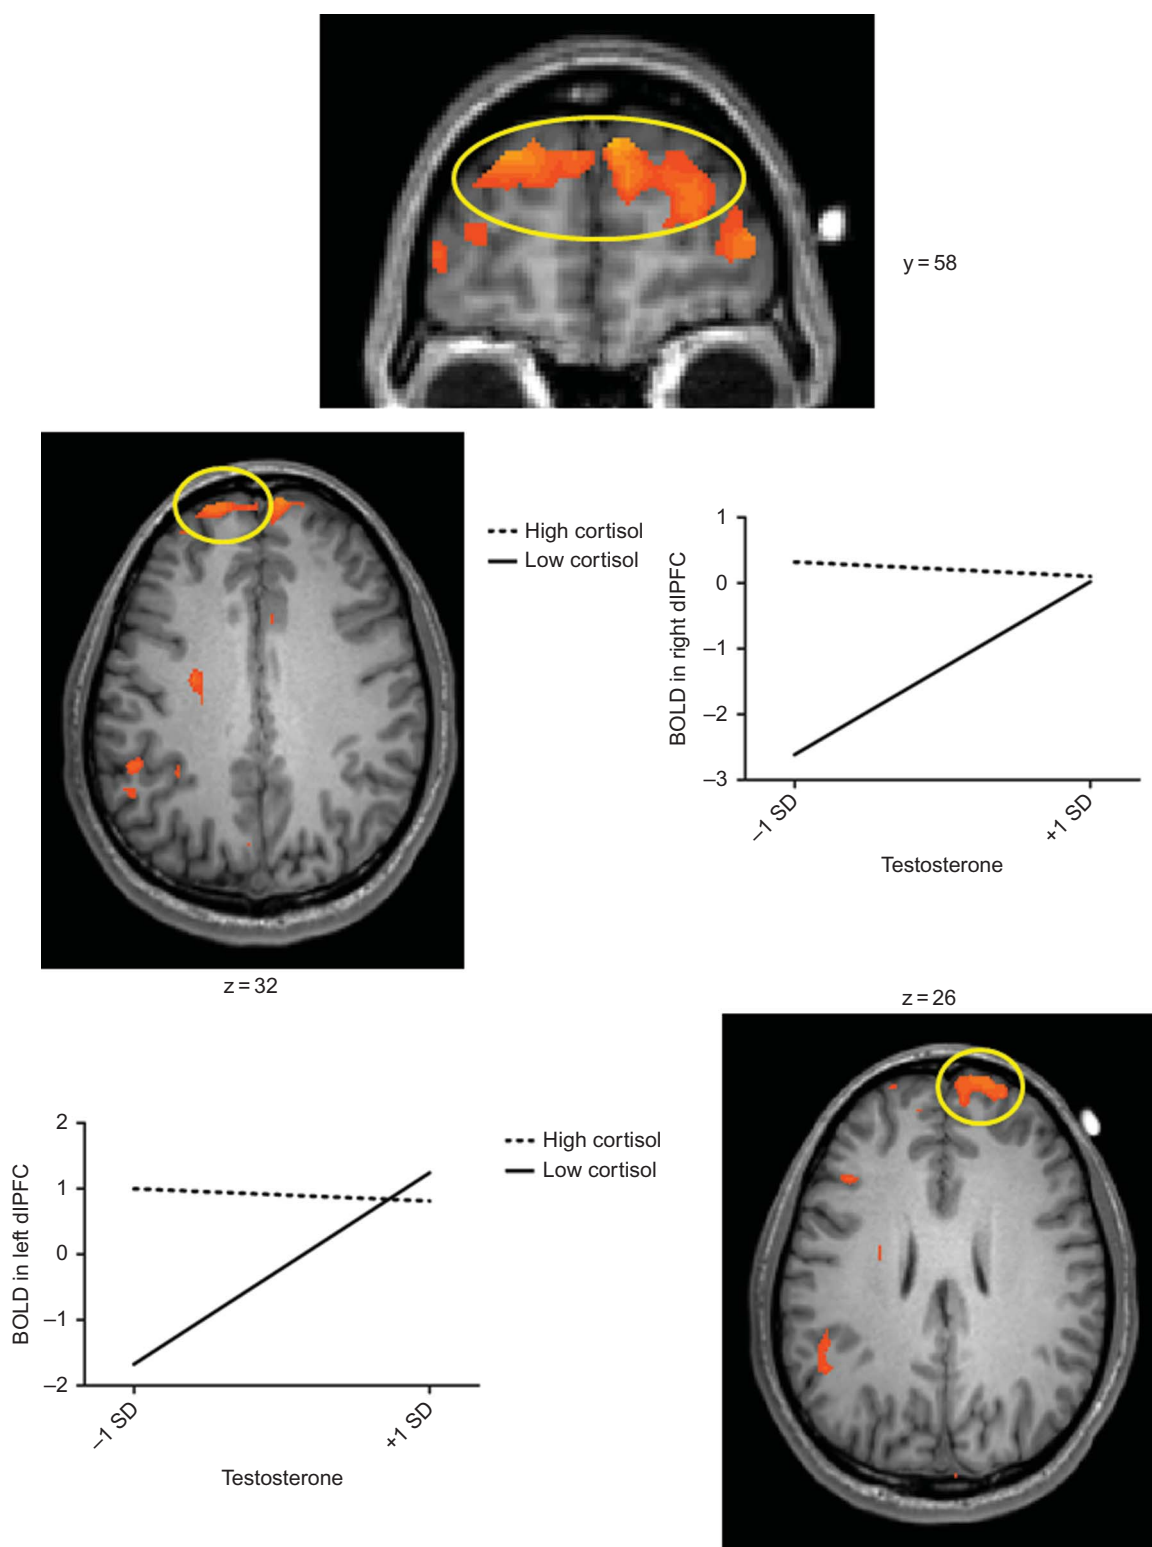 y = 58
High cortisol
Low cortisol
BOLD in right dlPFC
1
0
–1
–2
–3
–1 SD
+1 SD
Testosterone
z = 32
z = 26
BOLD in left dlPFC
2
1
0
–1
–2
–1 SD
+1 SD
Testosterone
High cortisol
Low cortisol